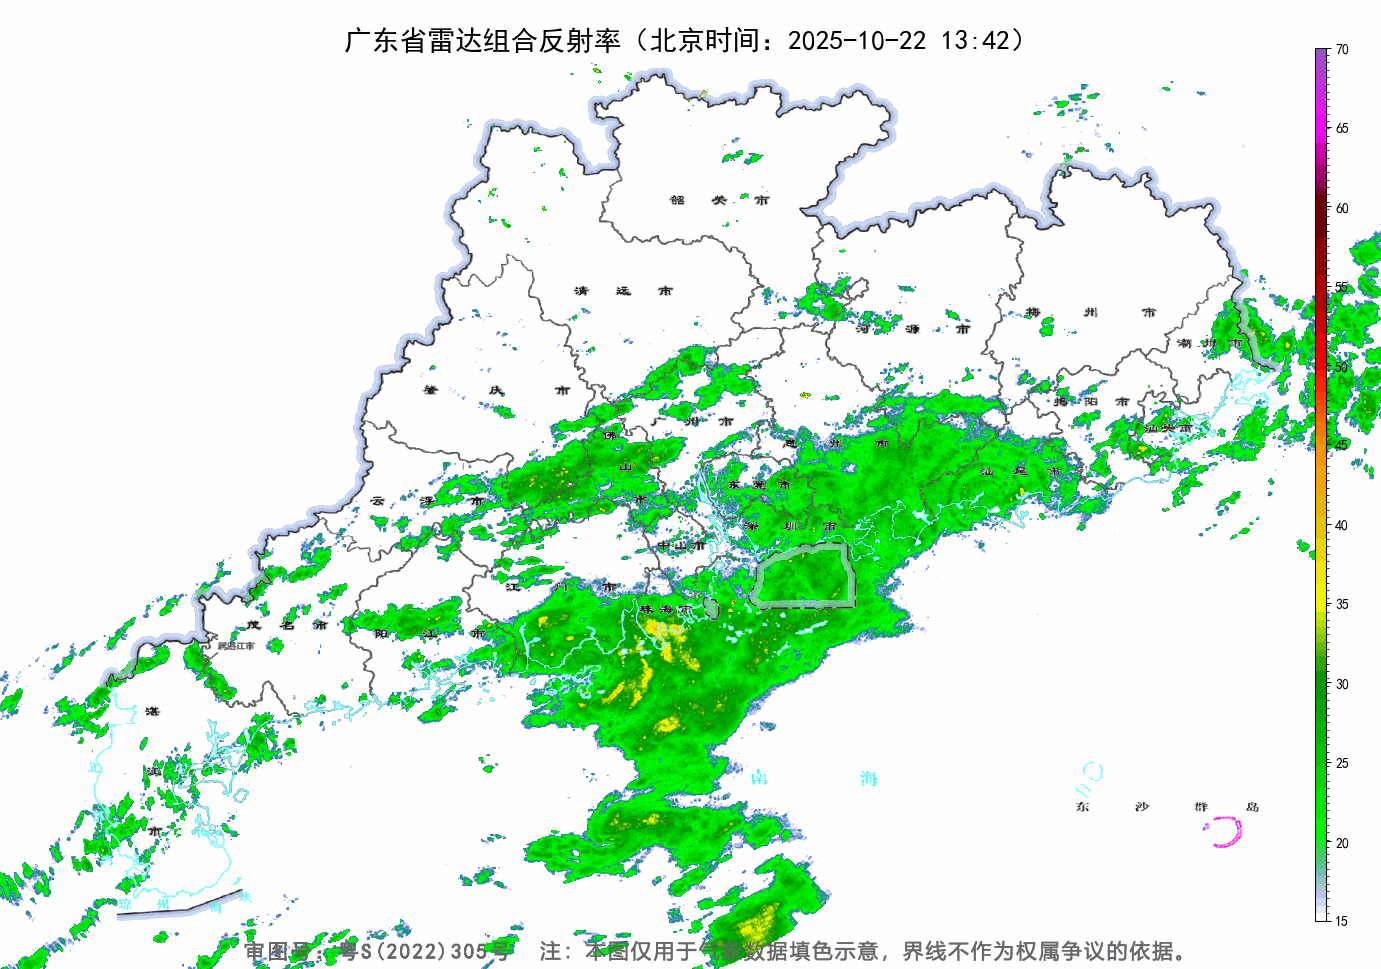 广东省雷达组合反射率（北京时间：2025-10-22 13:42）
70
65
60
55
50
45
40
35
30
25
20
15
韶关市
清远市
河源市
梅州市
潮州市
肇庆市
广州市
揭阳市
汕头市
佛山市
惠州市
汕尾市
东莞市
云浮市
深圳市
中山市
江门市
珠海市
茂名市
阳江市
属湛江市
湛江市
南海
东沙群岛
北
琼州海峡
审图号：粤S(2022)305号 注：本图仅用于气象数据填色示意，界线不作为权属争议的依据。